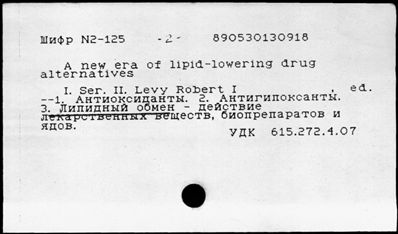 Шифр N2-125 -2- 890530130918
A new era of lipid-lowering drug
alternatives
I. Ser. II. Levy Robert I , ed.
--1. Антиоксиданты. 2. Антигипоксанты.
3. Липидный обмен - действие
лекарственных веществ, биопрепаратов и
ядов.
УДК 615.272.4.07